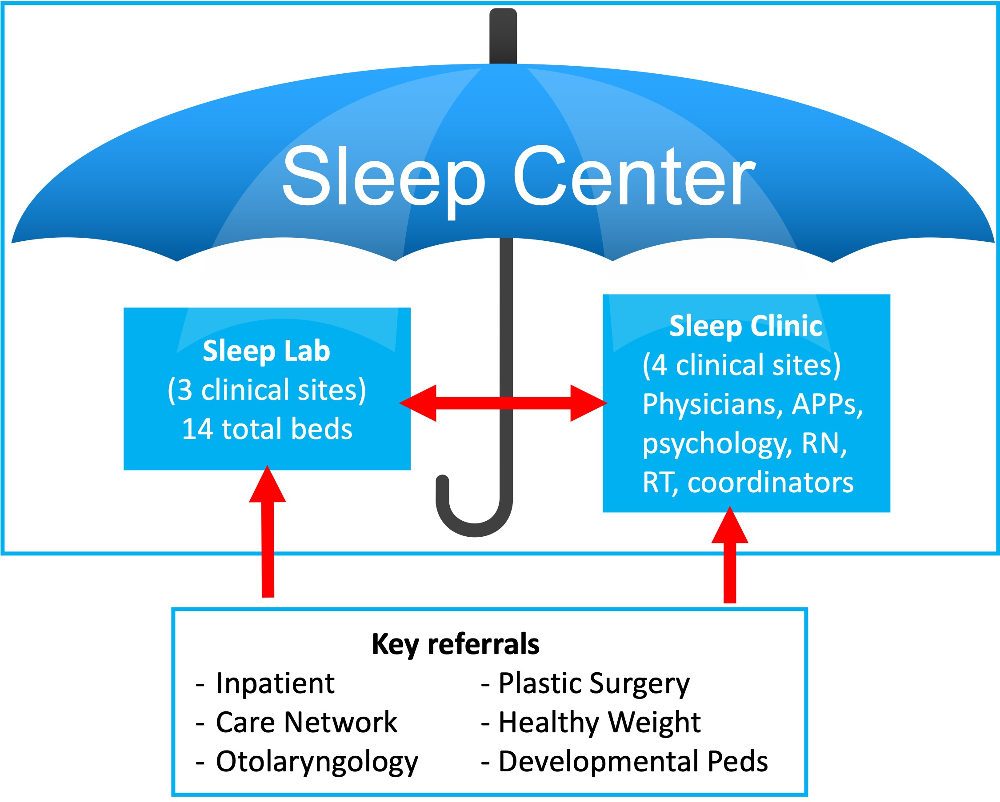 Sleep Center
Sleep Lab
(3 clinical sites)
14 total beds
Sleep Clinic
(4 clinical sites)
Physicians, APPs,
psychology, RN,
RT, coordinators
Key referrals
- Inpatient
- Care Network
- Otolaryngology
- Plastic Surgery
- Healthy Weight
- Developmental Peds